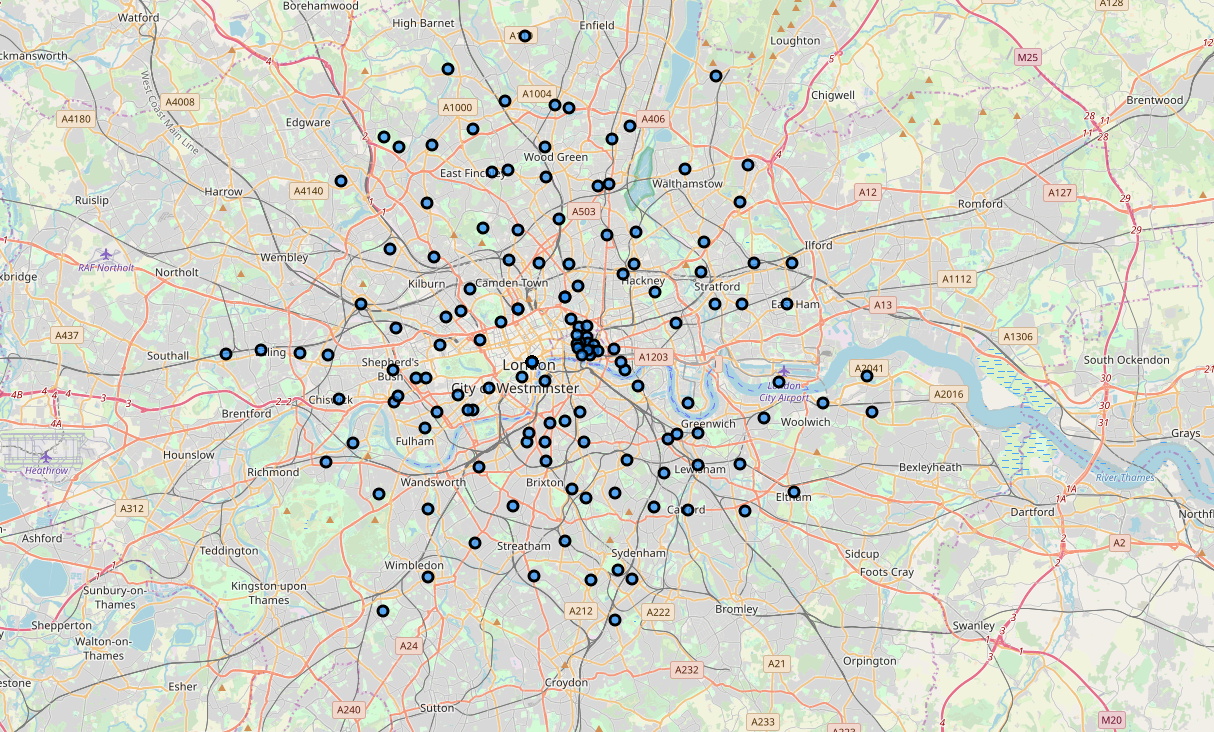 Borehamwood
A128
Watford
High Barnet
Enfield
Loughton
M25
A4008
A1004
A1000
Chigwell
Brentwood
A4180
West Coast Main Line
Edgware
A406
Wood Green
East Finc
Harrow
A4140
Walthamstow
A12
A127
Ruislip
A503
Romford
Ilford
RAF Northolt
Wembley
Northolt
Kilburn
Camden Town
Hackney
Stratford
A1112
East Ham
A13
A437
A1306
Southall
Ealing
Shepherd's
Bush
London
A1203
South Ockendon
City of Westminster
London
City Airport
A2041
Chiswick
A2016
Brentford
Greenwich
Woolwich
Fulham
Grays
Heathrow
Hounslow
Richmond
Wandsworth
Brixton
Lewisham
Bexleyheath
River Thames
Eltham
A312
Catford
Dartford
Ashford
A2
Teddington
Streatham
Sydenham
Sidcup
Wimbledon
Foots Cray
Sunbury-on-
Thames
Kingston upon
Thames
A212
A222
Bromley
Shepperton
Swanley
Walton-on-
Thames
A24
A21
Orpington
A232
Esher
Croydon
Sutton
A240
A233
M20